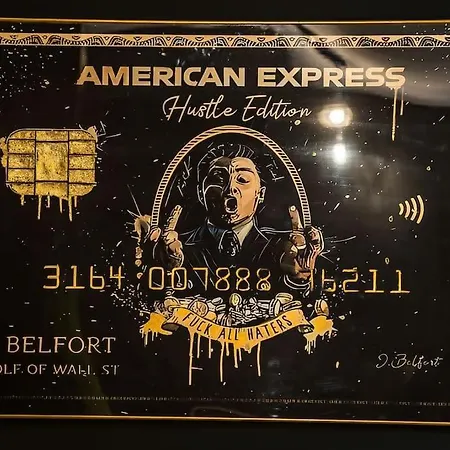 AMERICAN EXPRESS
Hustle Edition
3164 007888 16211
FUCK ALL HATERS
BELFORT
OLF OF WALL ST
J.Belfort